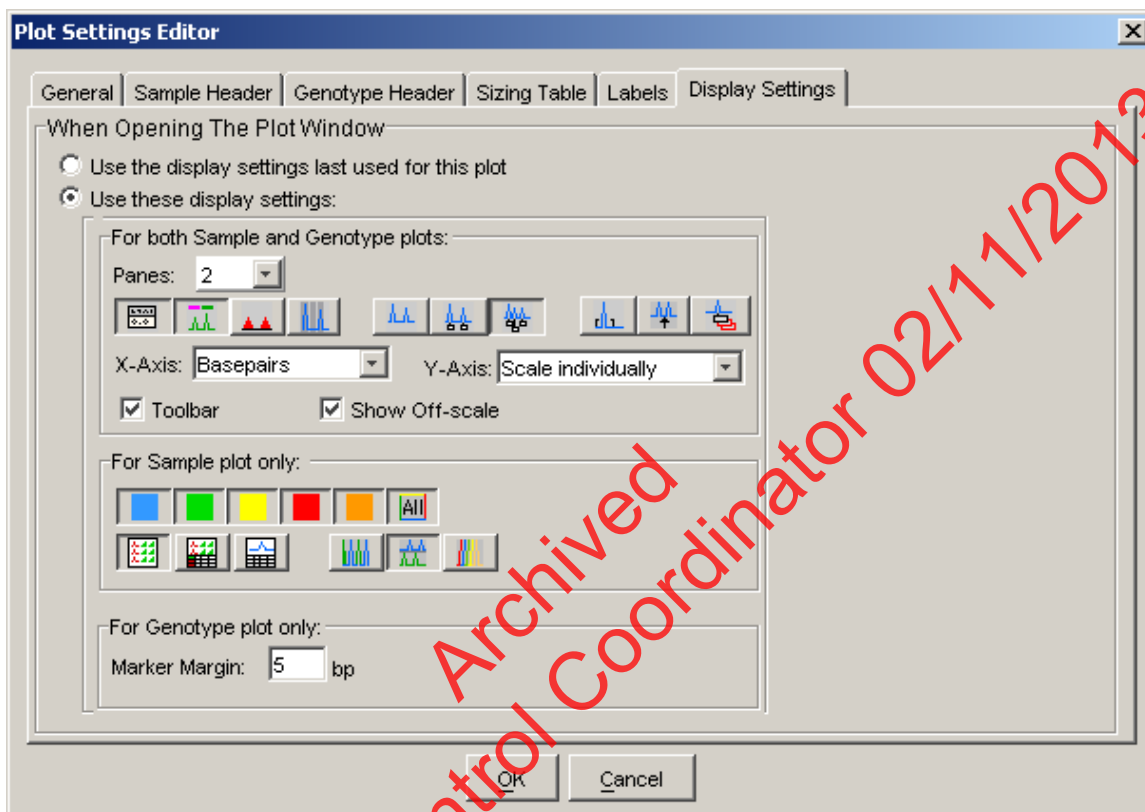 Plot Settings Editor
General Sample Header Genotype Header Sizing Table Labels Display Settings
When Opening The Plot Window
Use the display settings last used for this plot
Use these display settings:
For both Sample and Genotype plots:
Panes: 2
X-Axis: Basepairs Y-Axis: Scale individually
Toolbar Show Off-scale
For Sample plot only:
All
For Genotype plot only:
Marker Margin: 5 bp
OK Cancel
Archived
ntrol Coordinator 02/11/2013